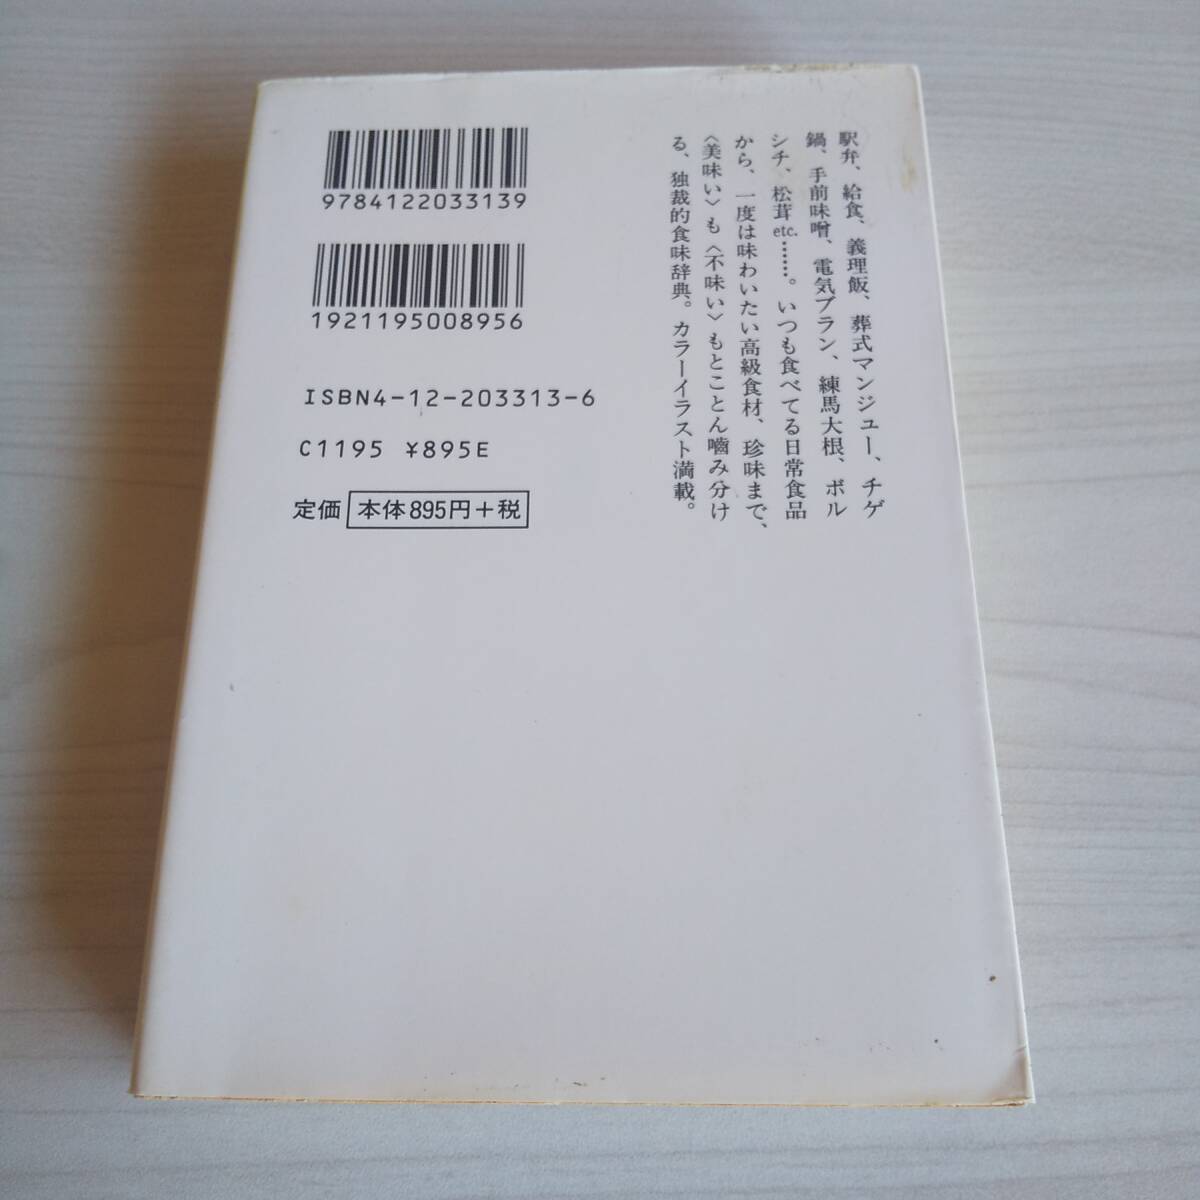 駅弁、給食、義理飯、葬式マンジュー、チゲ
鍋、手前味噌、電気ブラン、練馬大根、ボル
シチ、松茸etc.……。いつも食べてる日常食品
から、一度は味わいたい高級食材、珍味まで、
〈美味い〉も〈不味い〉もとことん嚙み分け
る、独裁的食味辞典。カラーイラスト満載。
9784122033139
1921195008956
ISBN4-12-203313-6
C1195 ¥895E
定価 本体895円+税